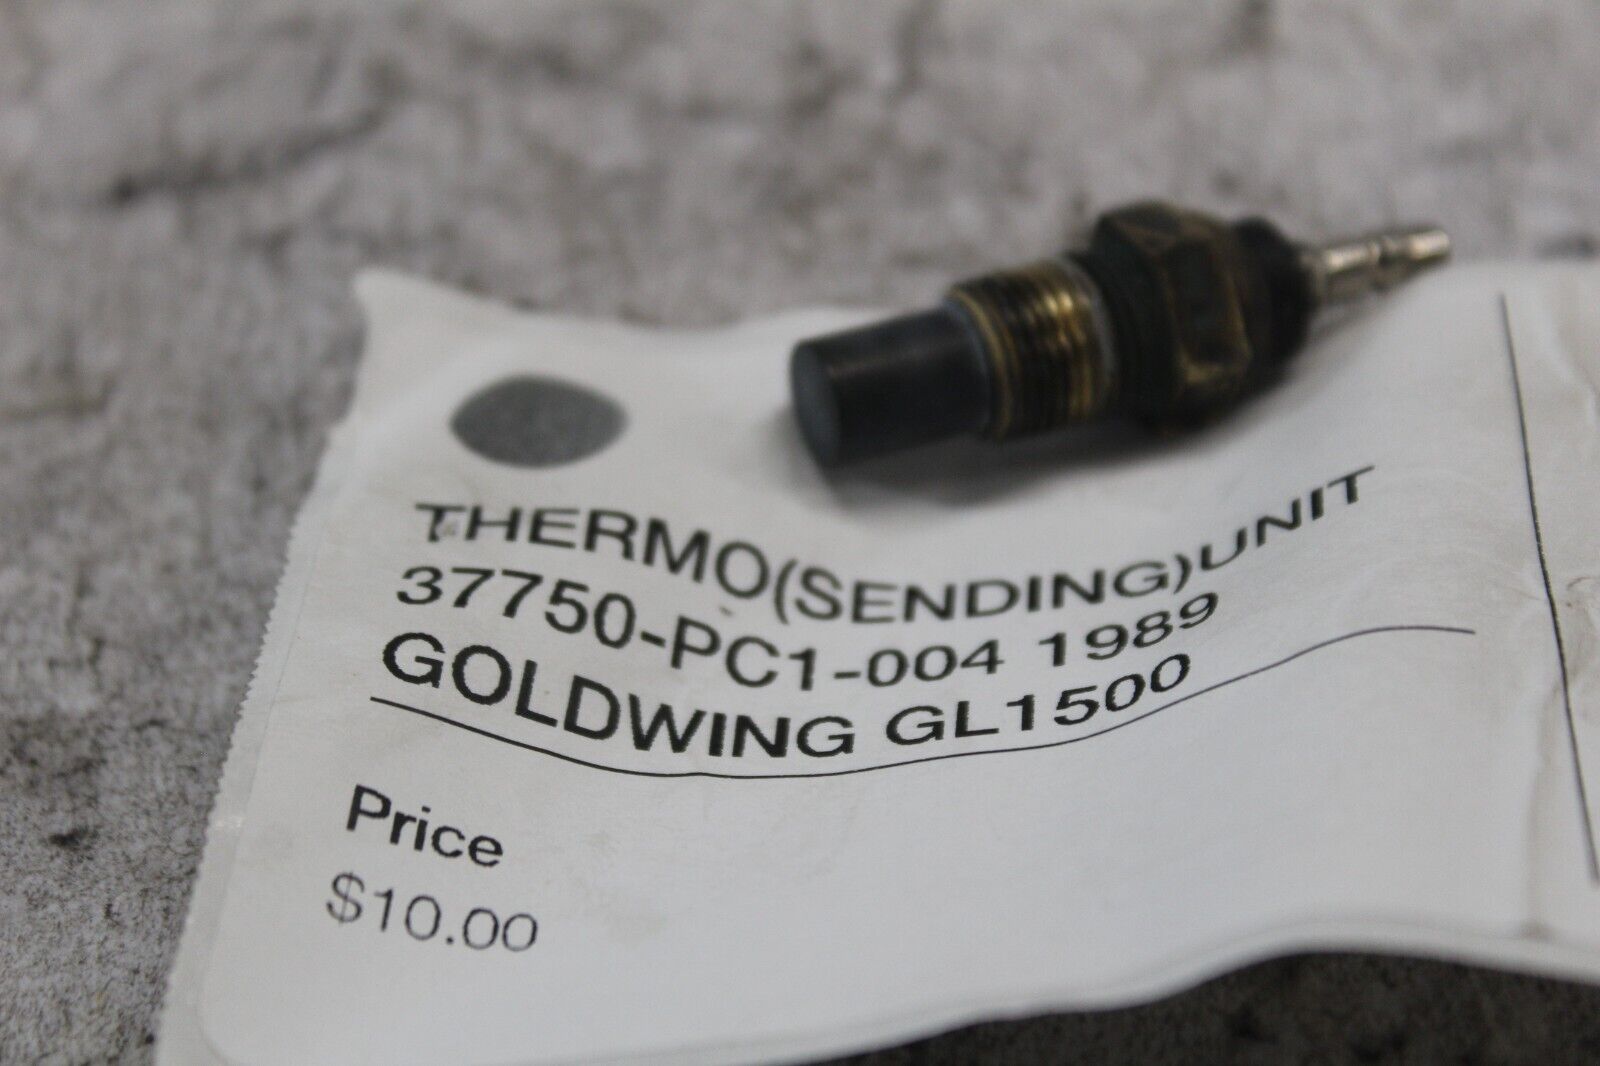 THERMO(SENDING)UNIT
37750-PC1-004 1989
GOLDWING GL1500
Price
$10.00